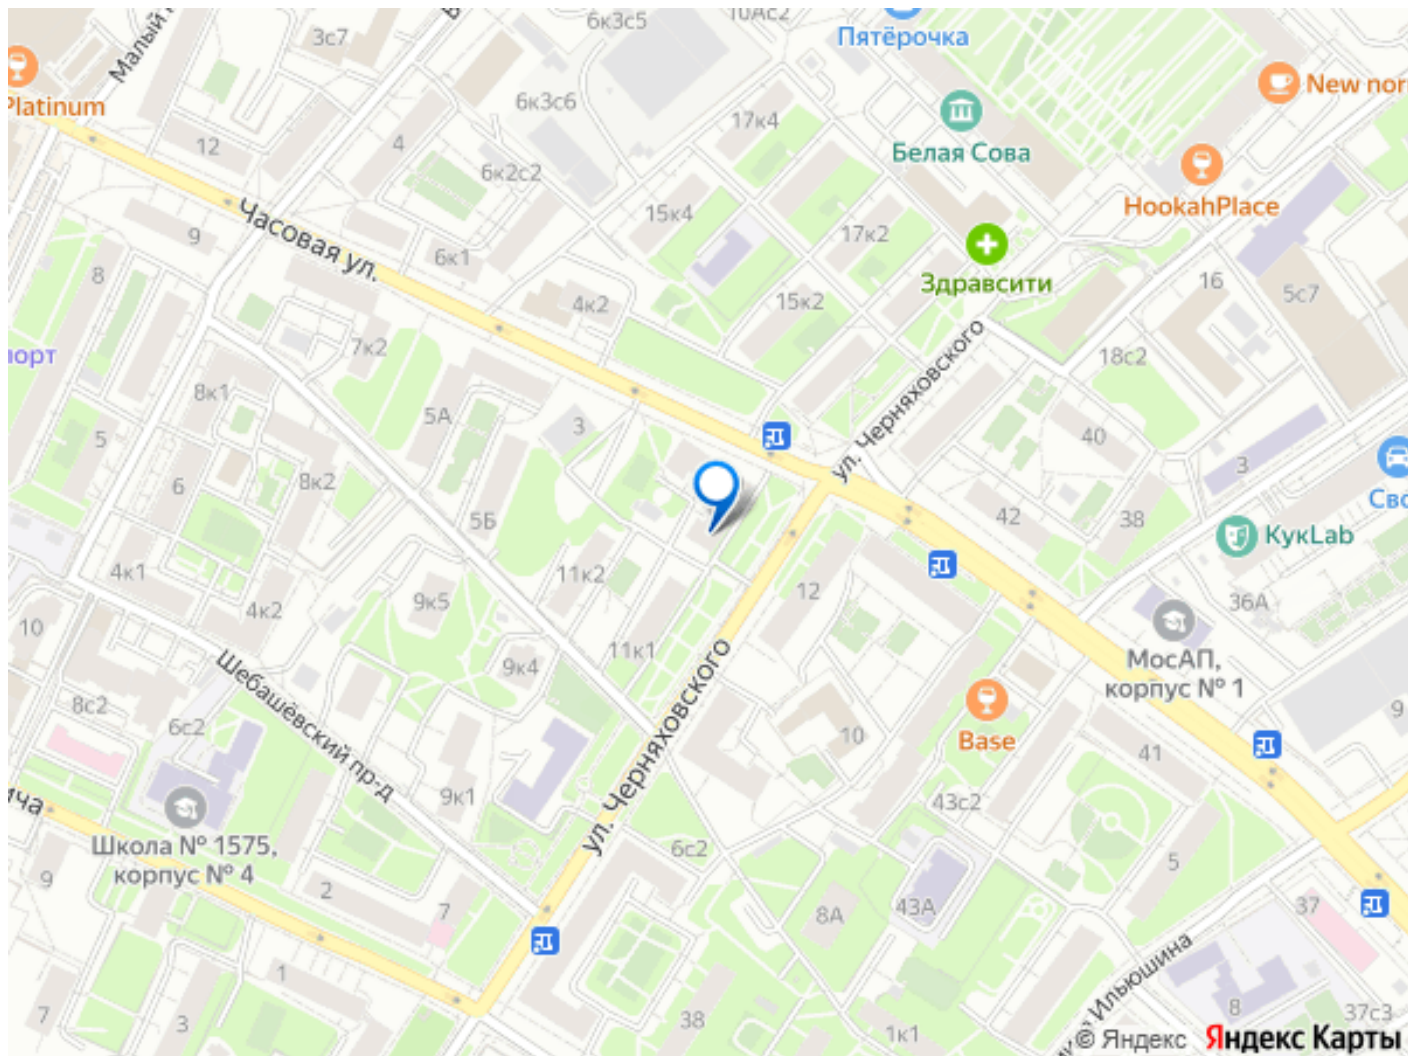 6к3с5
10Ас2
Пятёрочка
Малый
3с7
Platinum
6к3с6
17к4
New nor
Белая Сова
12
4
6к2с2
HookahPlace
Часовая ул.
15к4
17к2
9
6к1
8
4к2
15к2
Здравсити
16
5с7
порт
7к2
ул. Черняховского
18с2
8к1
5А
3
5
40
6
8к2
5Б
3
Сво
42
38
КукLab
4к1
11к2
9к5
12
36А
4к2
10
МосАП,
корпус № 1
11к1
9к4
Шебашёвский пр-д
ул. Черняховского
8с2
6с2
9
Base
10
41
9к1
43с2
ича
Школа № 1575,
корпус № 4
6с2
5
9
2
7
8А
43А
37
1
Ильюшина
7
3
38
1к1
8
37с3
© Яндекс Яндекс Карты